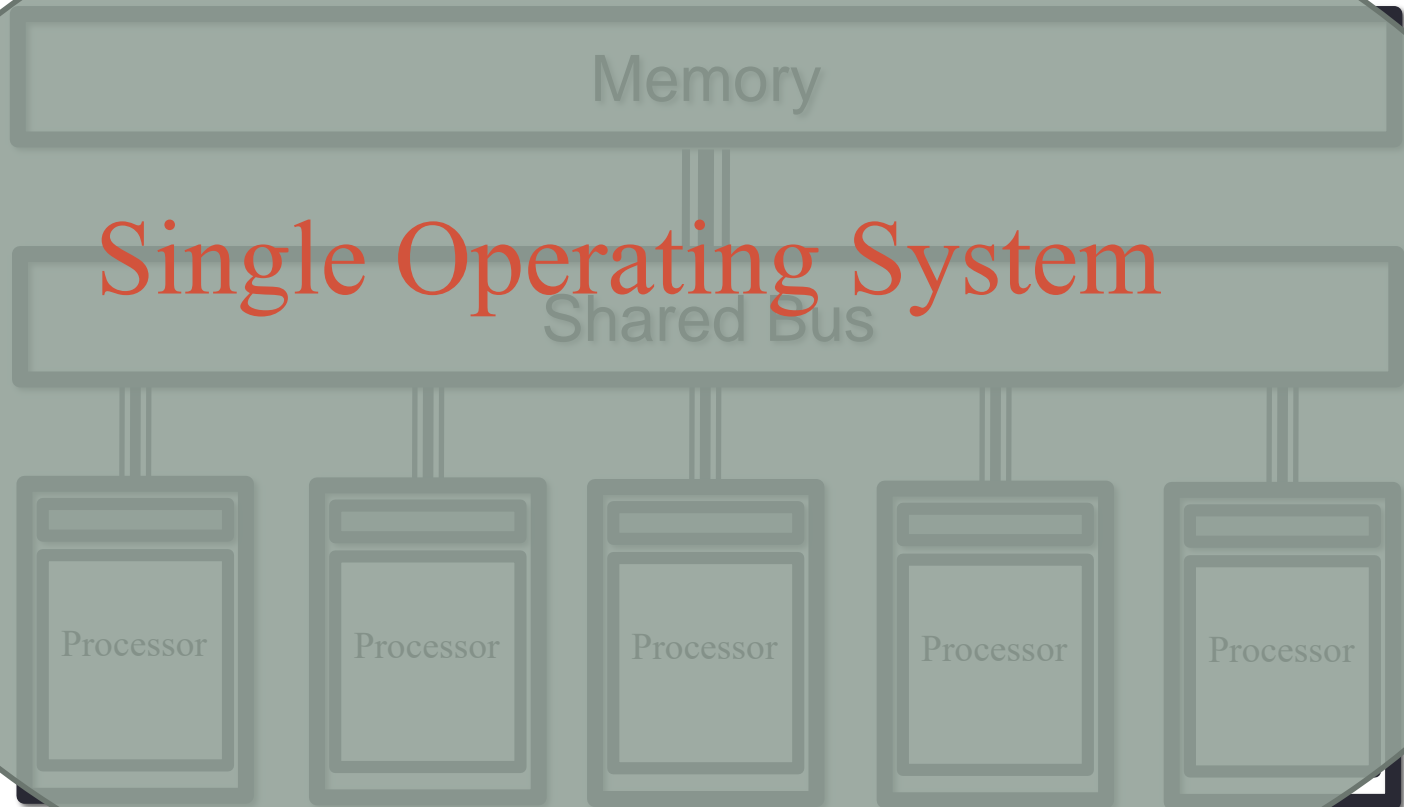 Memory
Single Operating System
Shared Bus
Processor
Processor
Processor
Processor
Processor